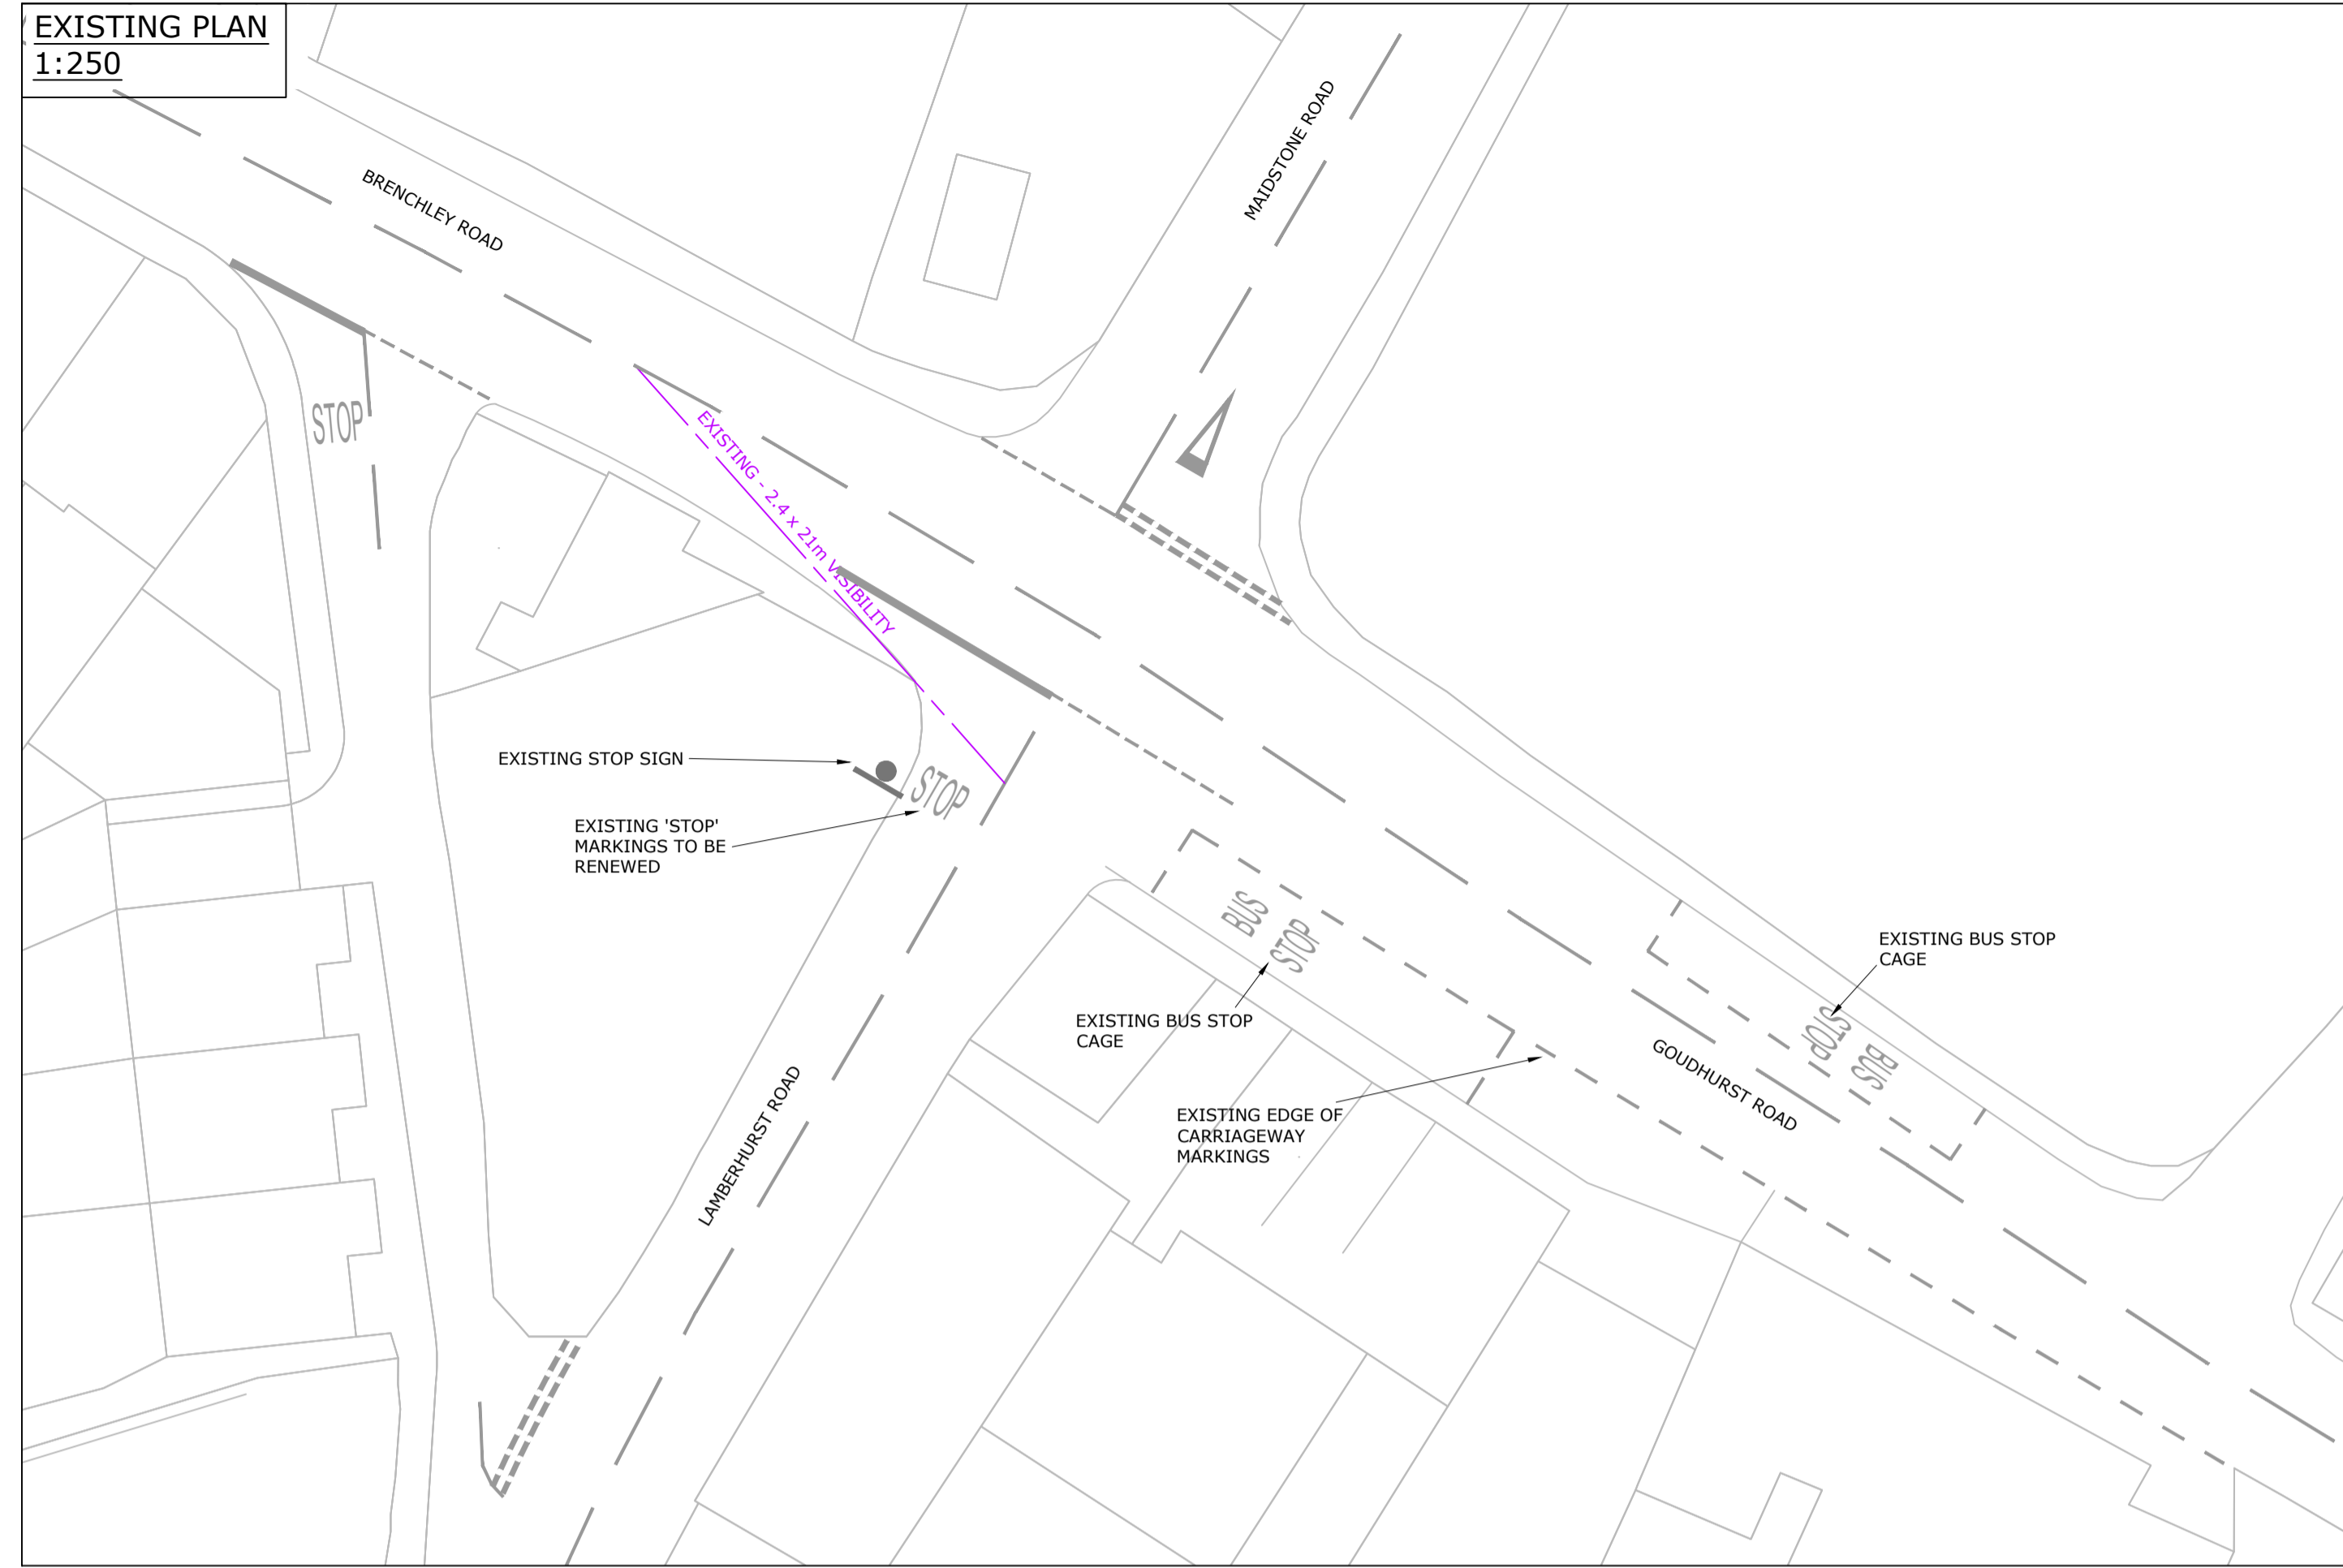 EXISTING PLAN
1:250
BRENCHLEY ROAD
MAIDSTONE ROAD
STOP
EXISTING - 2.4 x 21m VISIBILITY
EXISTING STOP SIGN
STOP
EXISTING 'STOP'
MARKINGS TO BE
RENEWED
BUS
STOP
EXISTING BUS STOP
CAGE
EXISTING BUS STOP
CAGE
STOP
BUS
GOUDHURST ROAD
EXISTING EDGE OF
CARRIAGEWAY
MARKINGS
LAMBERHURST ROAD